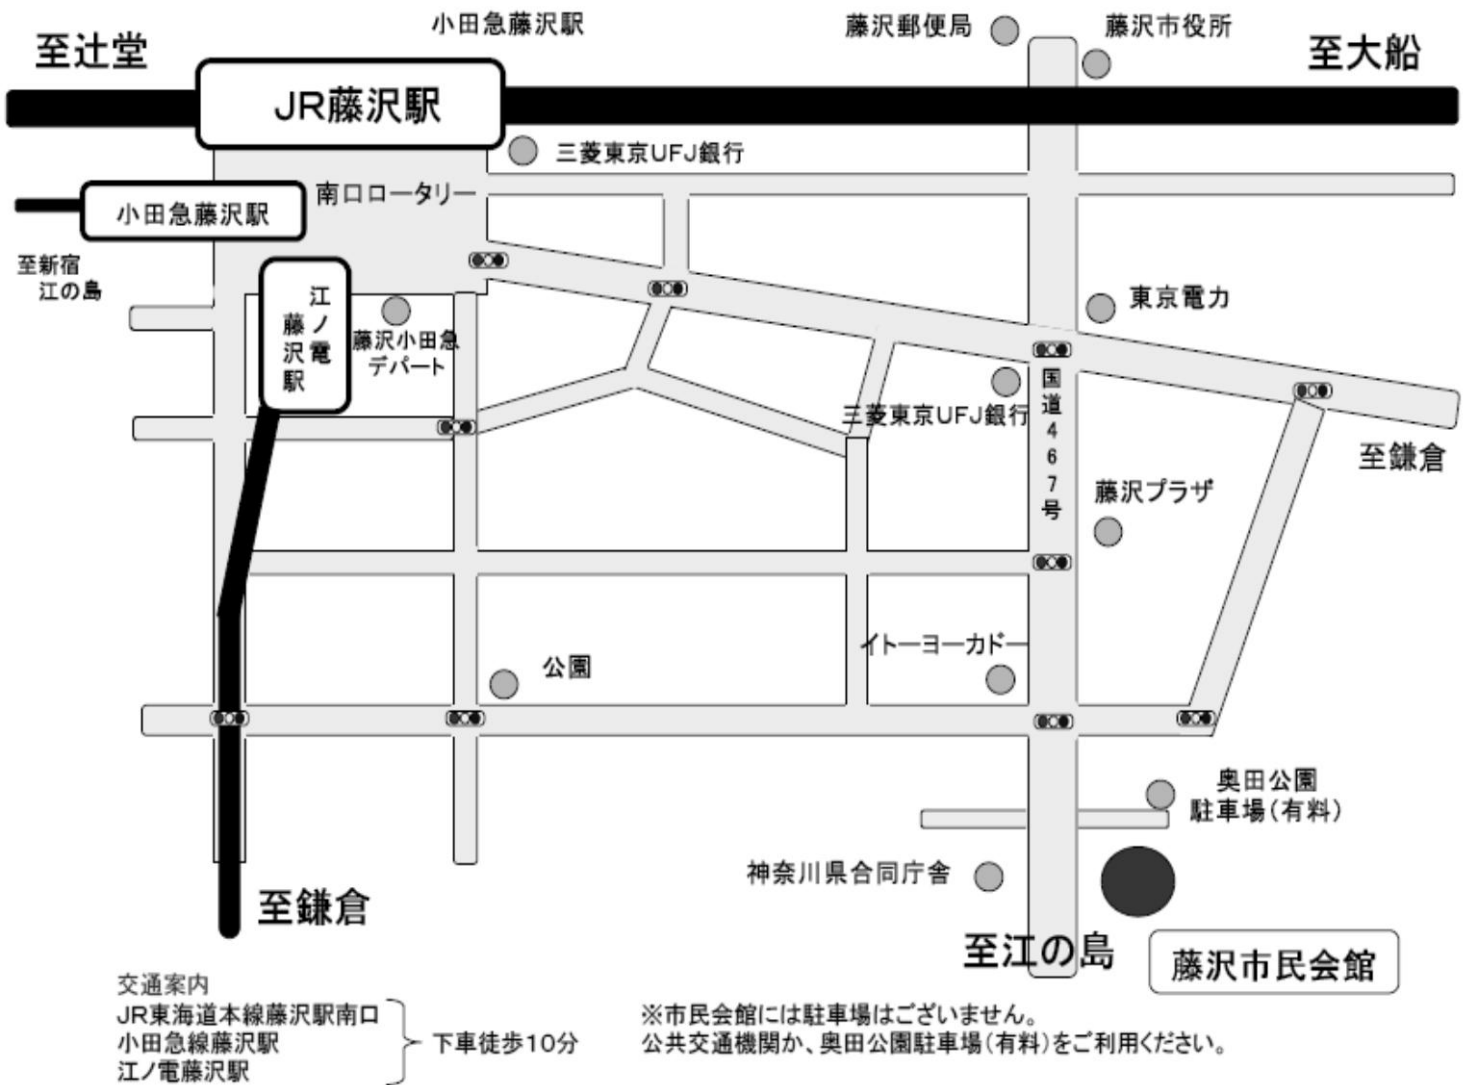 小田急藤沢駅
藤沢郵便局
藤沢市役所
至辻堂
至大船
JR藤沢駅
三菱東京UFJ銀行
南口ロータリー
小田急藤沢駅
至新宿
江の島
江ノ電
藤沢駅
藤沢小田急
デパート
東京電力
国道467号
三菱東京UFJ銀行
至鎌倉
藤沢プラザ
イトーヨーカドー
公園
奥田公園
駐車場(有料)
神奈川県合同庁舎
至鎌倉
至江の島
藤沢市民会館
交通案内
JR東海道本線藤沢駅南口
小田急線藤沢駅
江ノ電藤沢駅
下車徒歩10分
※市民会館には駐車場はございません。
公共交通機関か、奥田公園駐車場(有料)をご利用ください。